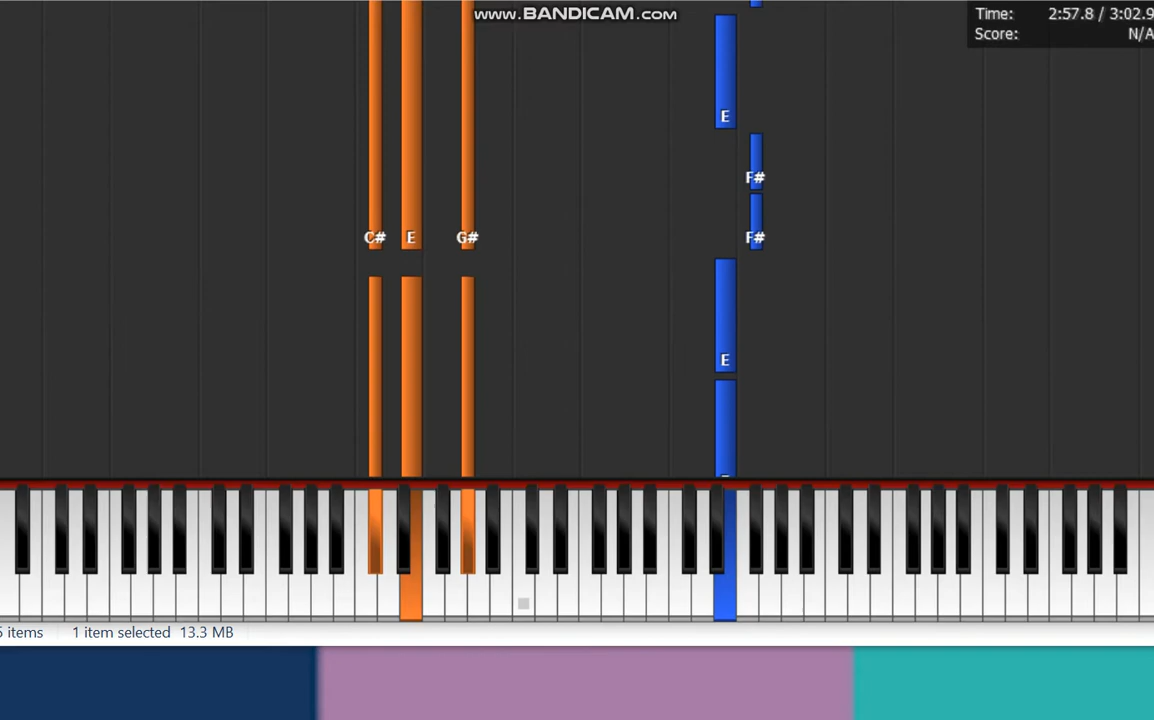 www.BANDICAM.com
Time: 2:57.8 / 3:02.9
Score: N/A
E
F#
C# E G# F#
E
items 1 item selected 13.3 MB